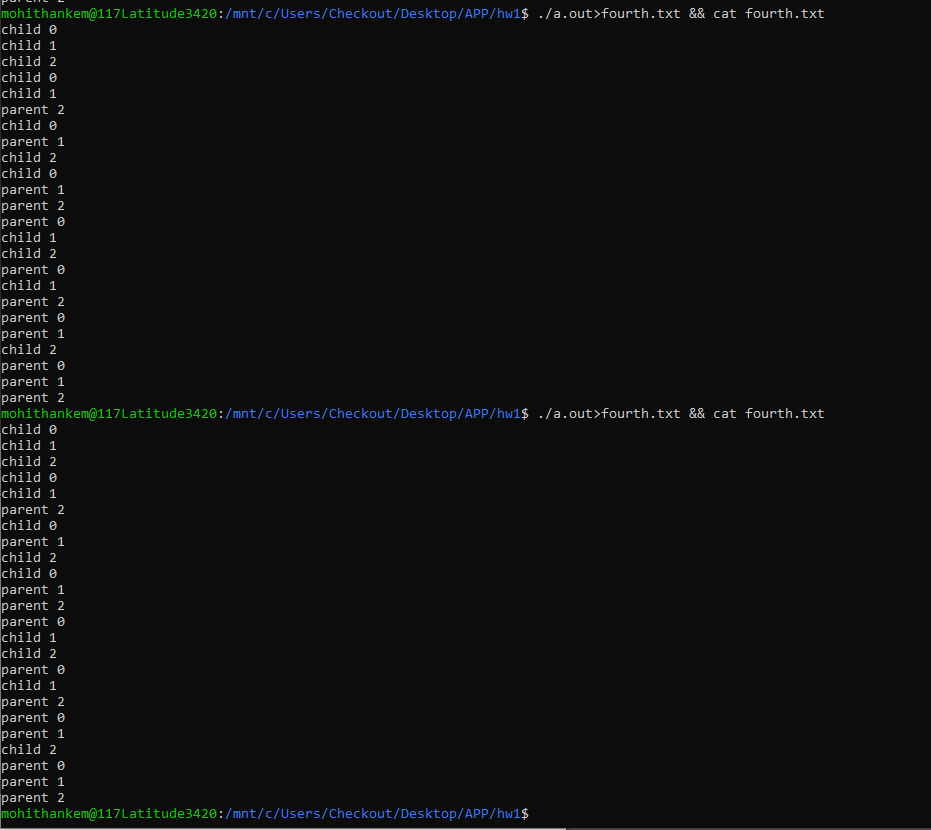 mohithankem@117Latitude3420:/mnt/c/Users/Checkout/Desktop/APP/hw1$ ./a.out>fourth.txt && cat fourth.txt
child 0
child 1
child 2
child 0
child 1
parent 2
child 0
parent 1
child 2
child 0
parent 1
parent 2
parent 0
child 1
child 2
parent 0
child 1
parent 2
parent 0
parent 1
child 2
parent 0
parent 1
parent 2
mohithankem@117Latitude3420:/mnt/c/Users/Checkout/Desktop/APP/hw1$ ./a.out>fourth.txt && cat fourth.txt
child 0
child 1
child 2
child 0
child 1
parent 2
child 0
parent 1
child 2
child 0
parent 1
parent 2
parent 0
child 1
child 2
parent 0
child 1
parent 2
parent 0
parent 1
child 2
parent 0
parent 1
parent 2
mohithankem@117Latitude3420:/mnt/c/Users/Checkout/Desktop/APP/hw1$